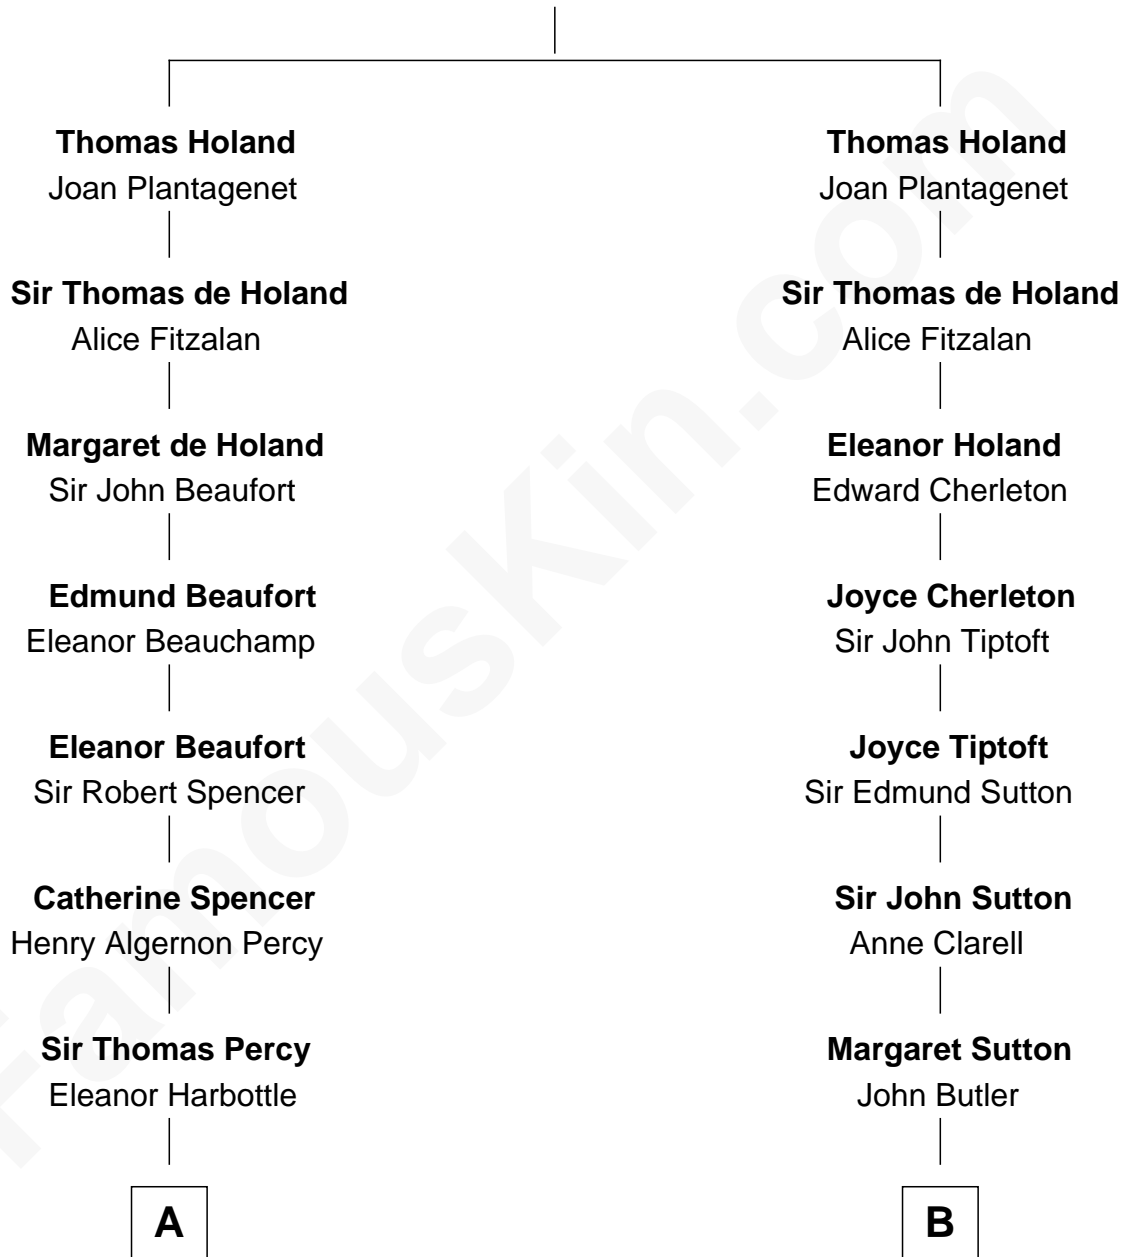 Thomas Holand
Joan Plantagenet
Sir Thomas de Holand
Alice Fitzalan
Margaret de Holand
Sir John Beaufort
Edmund Beaufort
Eleanor Beauchamp
Eleanor Beaufort
Sir Robert Spencer
Catherine Spencer
Henry Algernon Percy
Sir Thomas Percy
Eleanor Harbottle
A
Thomas Holand
Joan Plantagenet
Sir Thomas de Holand
Alice Fitzalan
Eleanor Holand
Edward Cherleton
Joyce Cherleton
Sir John Tiptoft
Joyce Tiptoft
Sir Edmund Sutton
Sir John Sutton
Anne Clarell
Margaret Sutton
John Butler
B
FamousKin.com